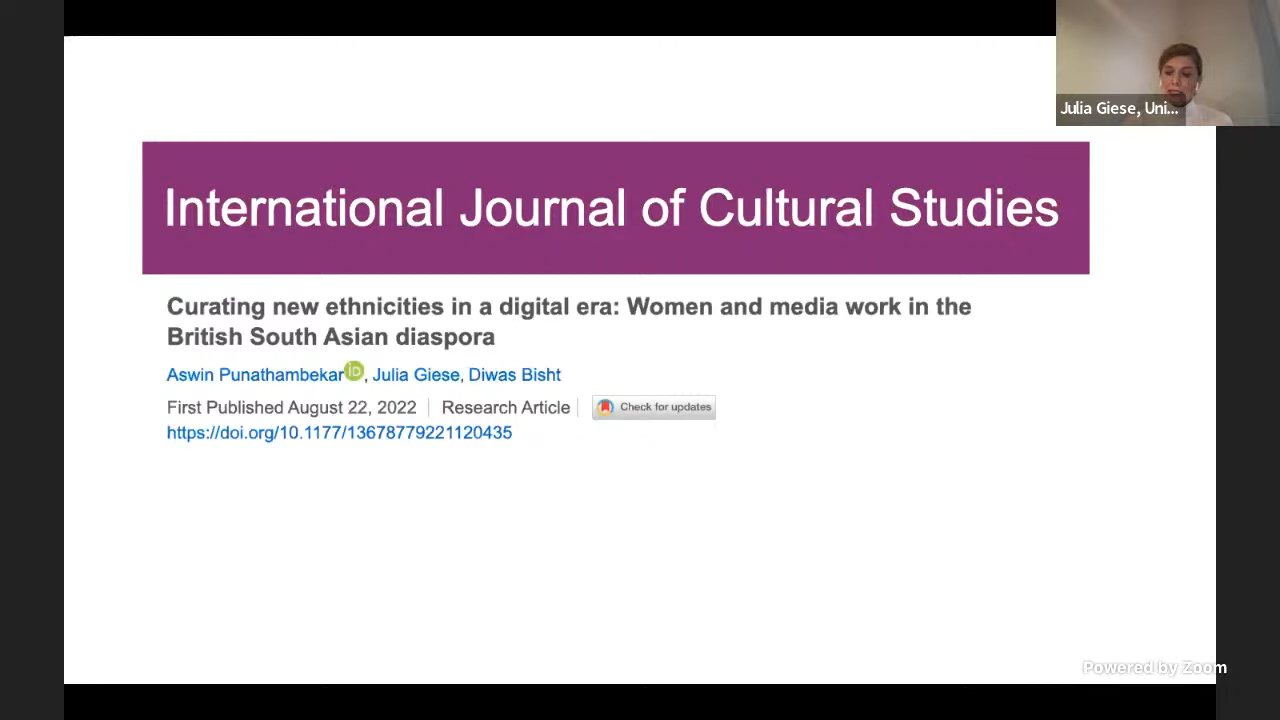 Julia Giese, Uni...
International Journal of Cultural Studies
Curating new ethnicities in a digital era: Women and media work in the
British South Asian diaspora
Aswin Punathambekar iD, Julia Giese, Diwas Bisht
First Published August 22, 2022 | Research Article | Check for updates
https://doi.org/10.1177/13678779221120435
Powered by Zoom